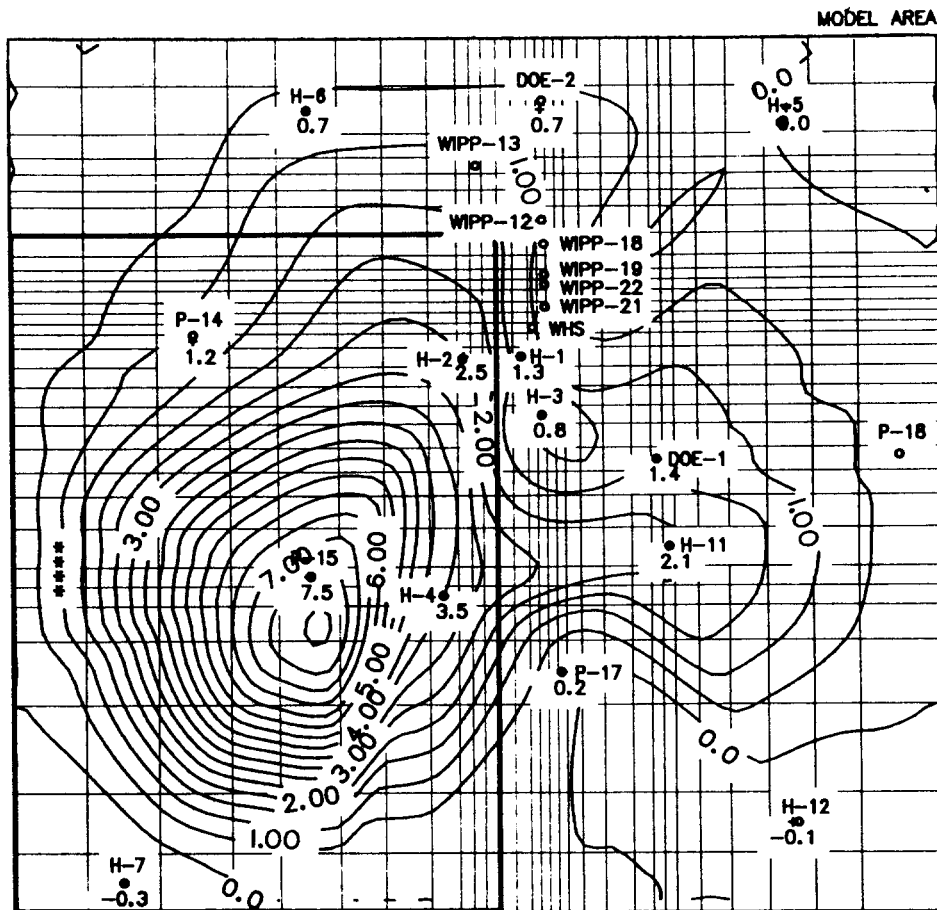 MODEL AREA
DOE-2
0.7
H-6
0.7
0.0
H-5
0.0
WIPP-13
1.00
WIPP-12
WIPP-18
WIPP-19
WIPP-22
WIPP-21
WHS
P-14
1.2
H-2
2.5
H-1
1.3
H-3
0.8
2.00
P-18
DOE-1
1.4
3.00
1.00
6.00
H-11
2.1
7.00
-15
7.5
****
H-4
3.5
5.00
P-17
0.2
4.00
3.00
0.0
2.00
H-12
-0.1
1.00
H-7
-0.3
0.0